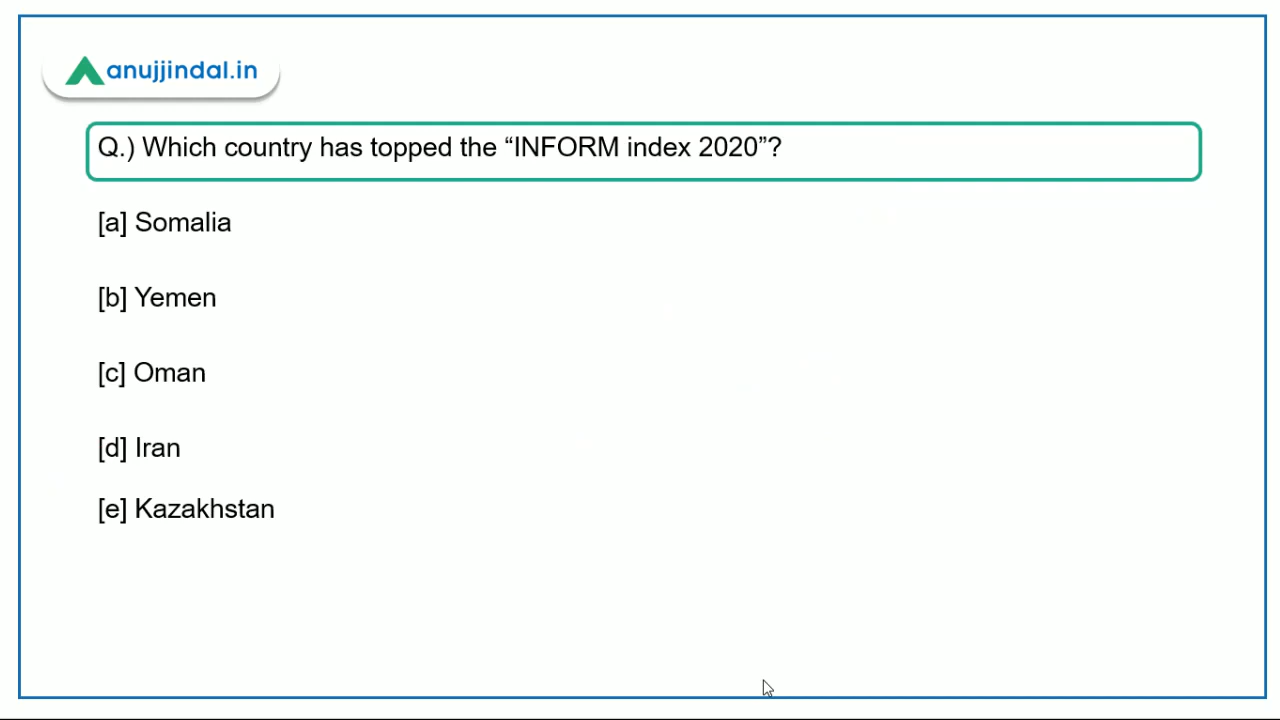 anujjindal.in
Q.) Which country has topped the “INFORM index 2020”?
[a] Somalia
[b] Yemen
[c] Oman
[d] Iran
[e] Kazakhstan